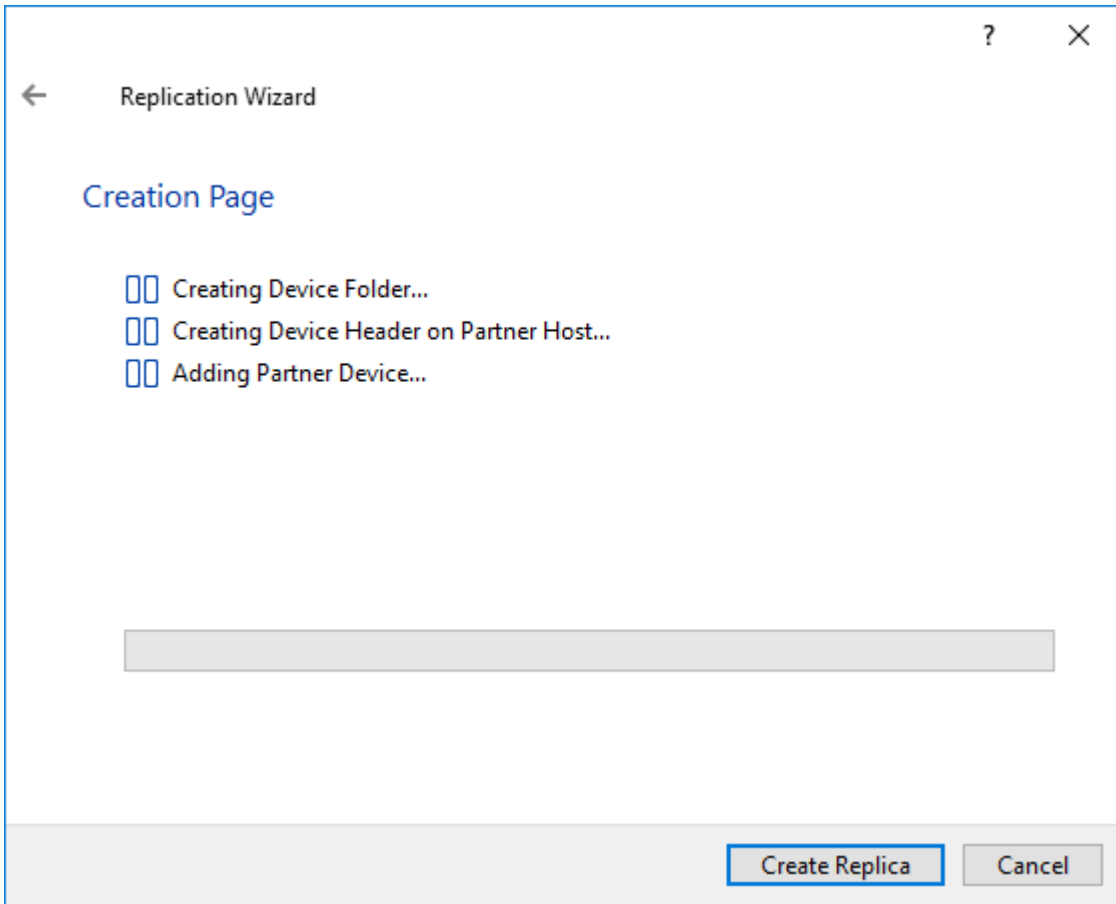 ?
Replication Wizard
Creation Page
Creating Device Folder...
Creating Device Header on Partner Host...
Adding Partner Device...
Create Replica Cancel